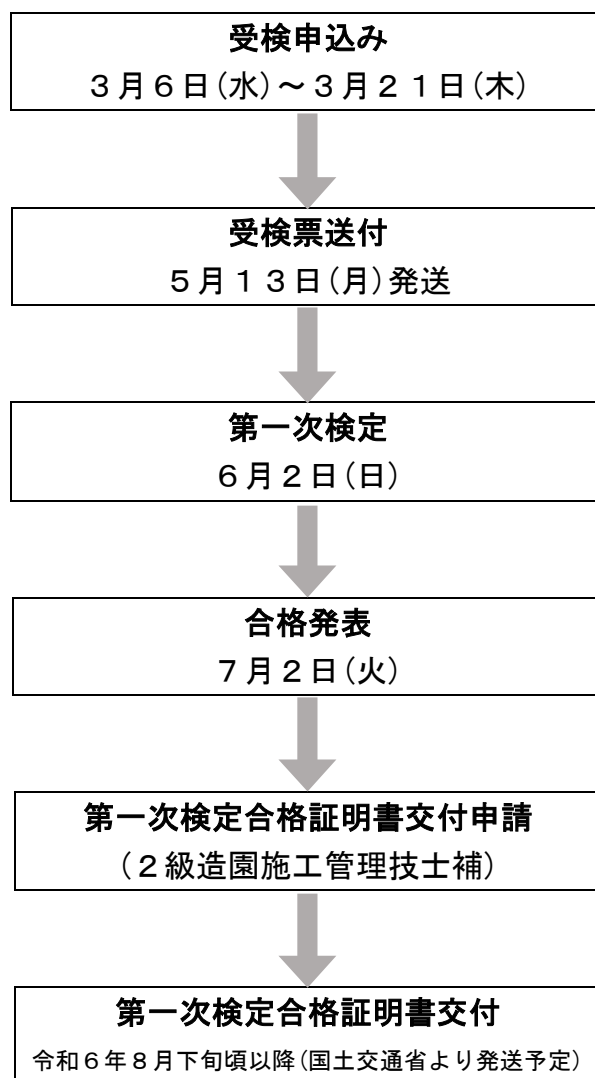 受検申込み
３月６日（水）～３月２１日（木）
受検票送付
５月１３日（月）発送
第一次検定
６月２日（日）
合格発表
７月２日（火）
第一次検定合格証明書交付申請
（２級造園施工管理技士補）
第一次検定合格証明書交付
令和６年８月下旬頃以降（国土交通省より発送予定）